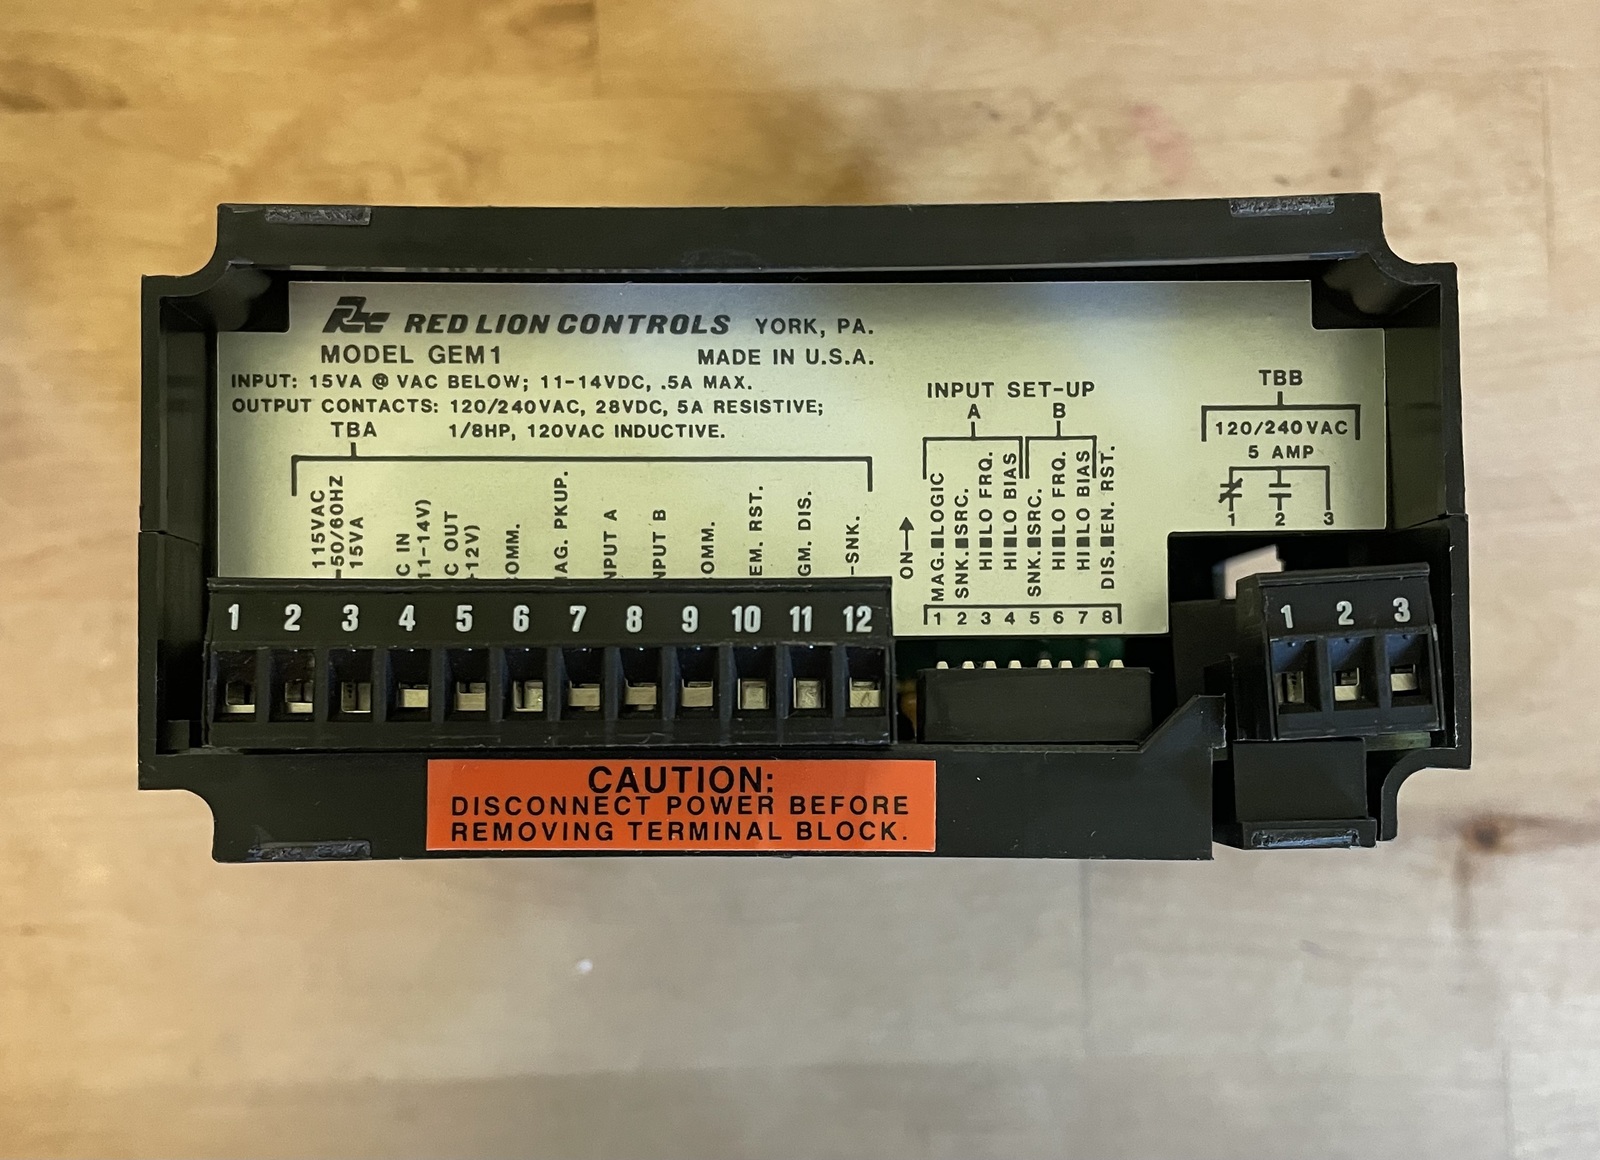 RED LION CONTROLS YORK, PA.
MODEL GEM1 MADE IN U.S.A.
INPUT: 15VA @ VAC BELOW; 11-14VDC, .5A MAX.
OUTPUT CONTACTS: 120/240VAC, 28VDC, 5A RESISTIVE;
1/8HP, 120VAC INDUCTIVE.
TBA
115VAC
50/60HZ
15VA
C IN
11-14V)
C OUT
+12V)
OMM.
AG. PKUP.
NPUT A
NPUT B
OMM.
EM. RST.
GM. DIS.
-SNK.
1 2 3 4 5 6 7 8 9 10 11 12
INPUT SET-UP
A B
ON→
MAG. LOGIC
SNK. SRC.
HI LO FRQ.
HI LO BIAS
SNK. SRC.
HI LO FRQ.
HI LO BIAS
DIS. EN. RST.
1 2 3 4 5 6 7 8
TBB
120/240VAC
5 AMP
1 2 3
1 2 3
CAUTION:
DISCONNECT POWER BEFORE
REMOVING TERMINAL BLOCK.